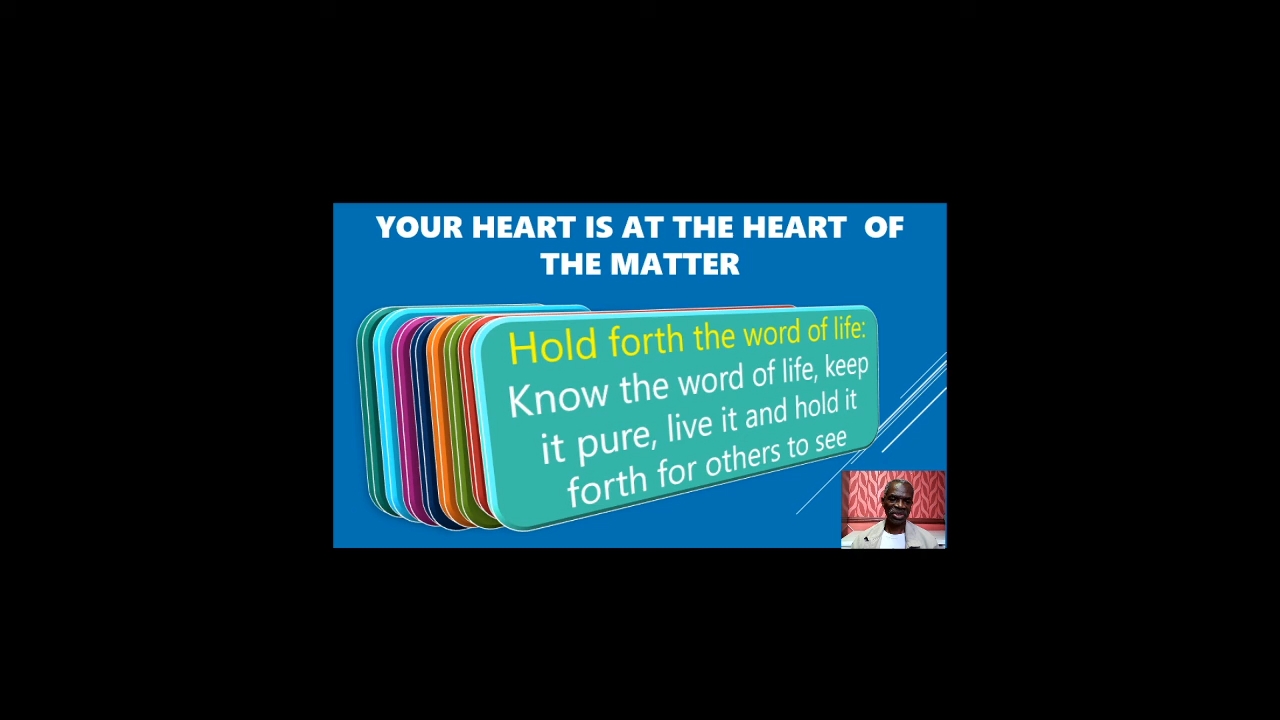 YOUR HEART IS AT THE HEART  OF
THE MATTER
Hold forth the word of life:
Know the word of life, keep
it pure, live it and hold it
forth for others to see